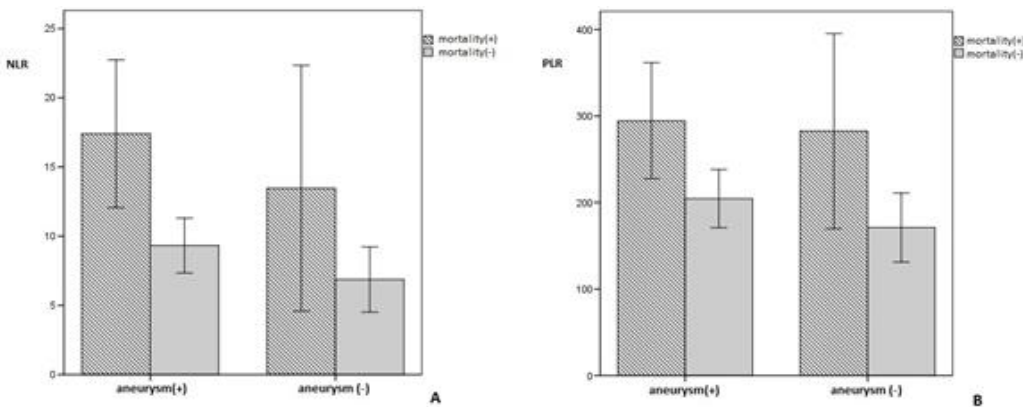 25
20
15
10
5
0
NLR
mortality(+)
mortality(-)
aneurysm(+)
aneurysm (-)
A
400
300
200
100
0
PLR
mortality(+)
mortality(-)
aneurysm(+)
aneurysm (-)
B